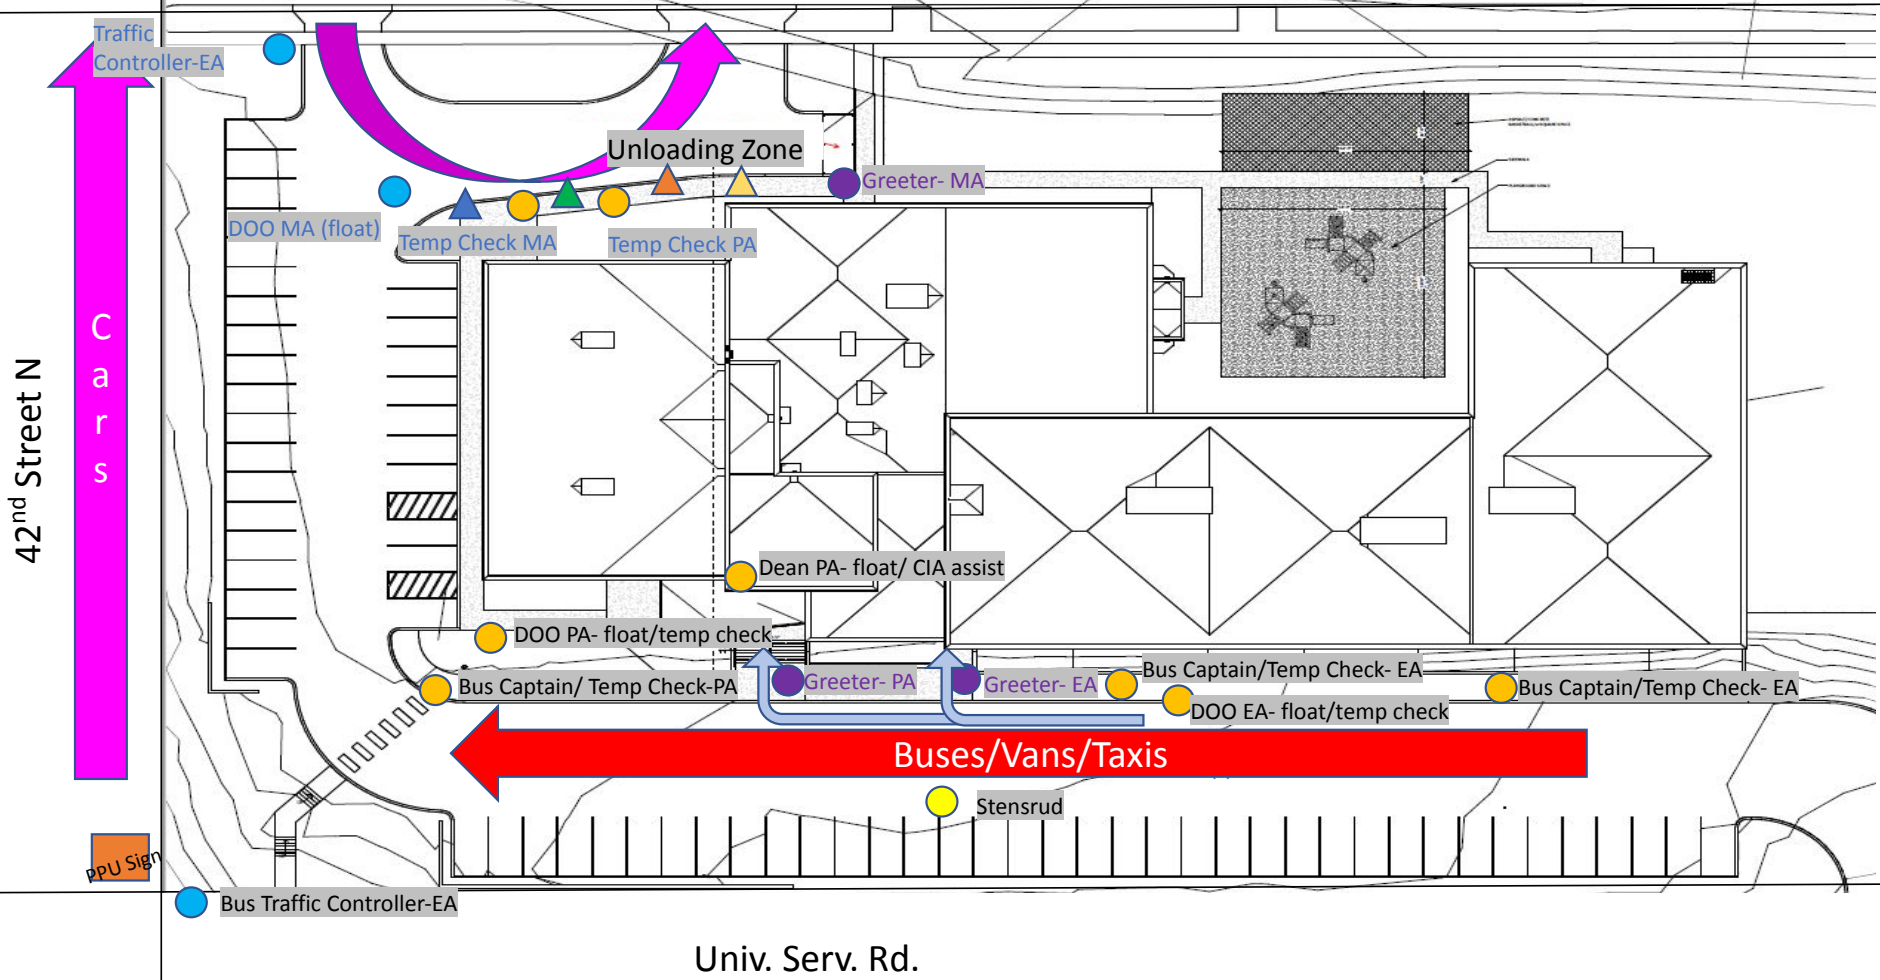 Traffic
Controller-EA
Unloading Zone
Greeter- MA
DOO MA (float)
Temp Check MA
Temp Check PA
C
a
r
s
42nd Street N
Dean PA- float/ CIA assist
DOO PA- float/temp check
Bus Captain/ Temp Check-PA
Greeter- PA
Greeter- EA
Bus Captain/Temp Check- EA
Bus Captain/Temp Check- EA
DOO EA- float/temp check
Buses/Vans/Taxis
Stensrud
PPU Sign
Bus Traffic Controller-EA
Univ. Serv. Rd.